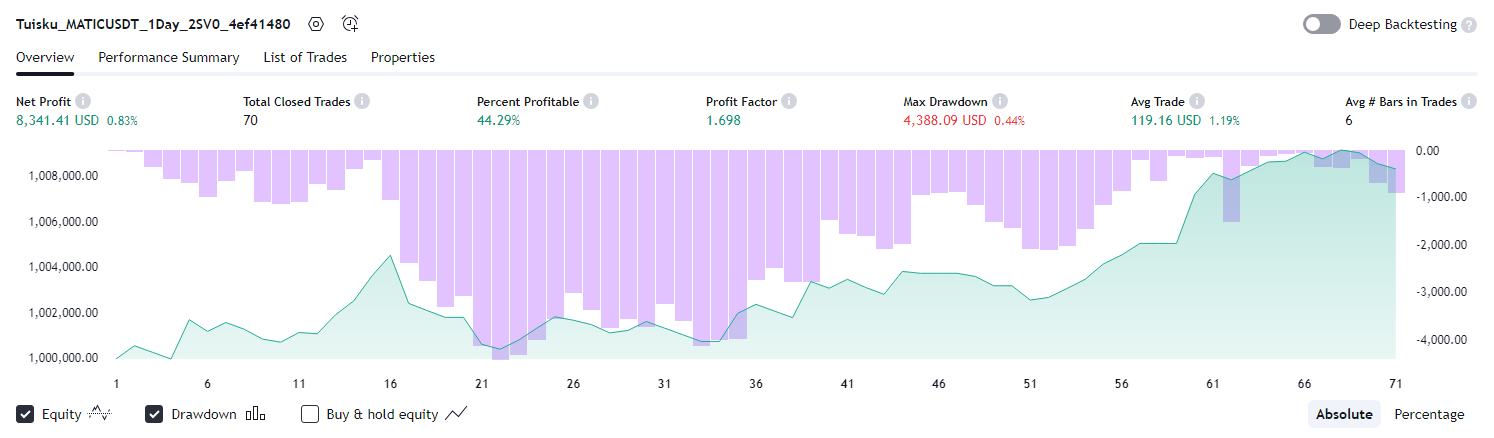 Tuisku_MATICUSDT_1Day_2SV0_4ef41480
Deep Backtesting ?
Overview Performance Summary List of Trades Properties
Net Profit i Total Closed Trades i Percent Profitable i Profit Factor i Max Drawdown i Avg Trade i Avg # Bars in Trades i
8,341.41 USD 0.83% 70 44.29% 1.698 4,388.09 USD 0.44% 119.16 USD 1.19% 6
0.00
1,008,000.00
-1,000.00
1,006,000.00
-2,000.00
1,004,000.00
-3,000.00
1,002,000.00
-4,000.00
1,000,000.00
1 6 11 16 21 26 31 36 41 46 51 56 61 66 71
Equity Drawdown Buy & hold equity Absolute Percentage